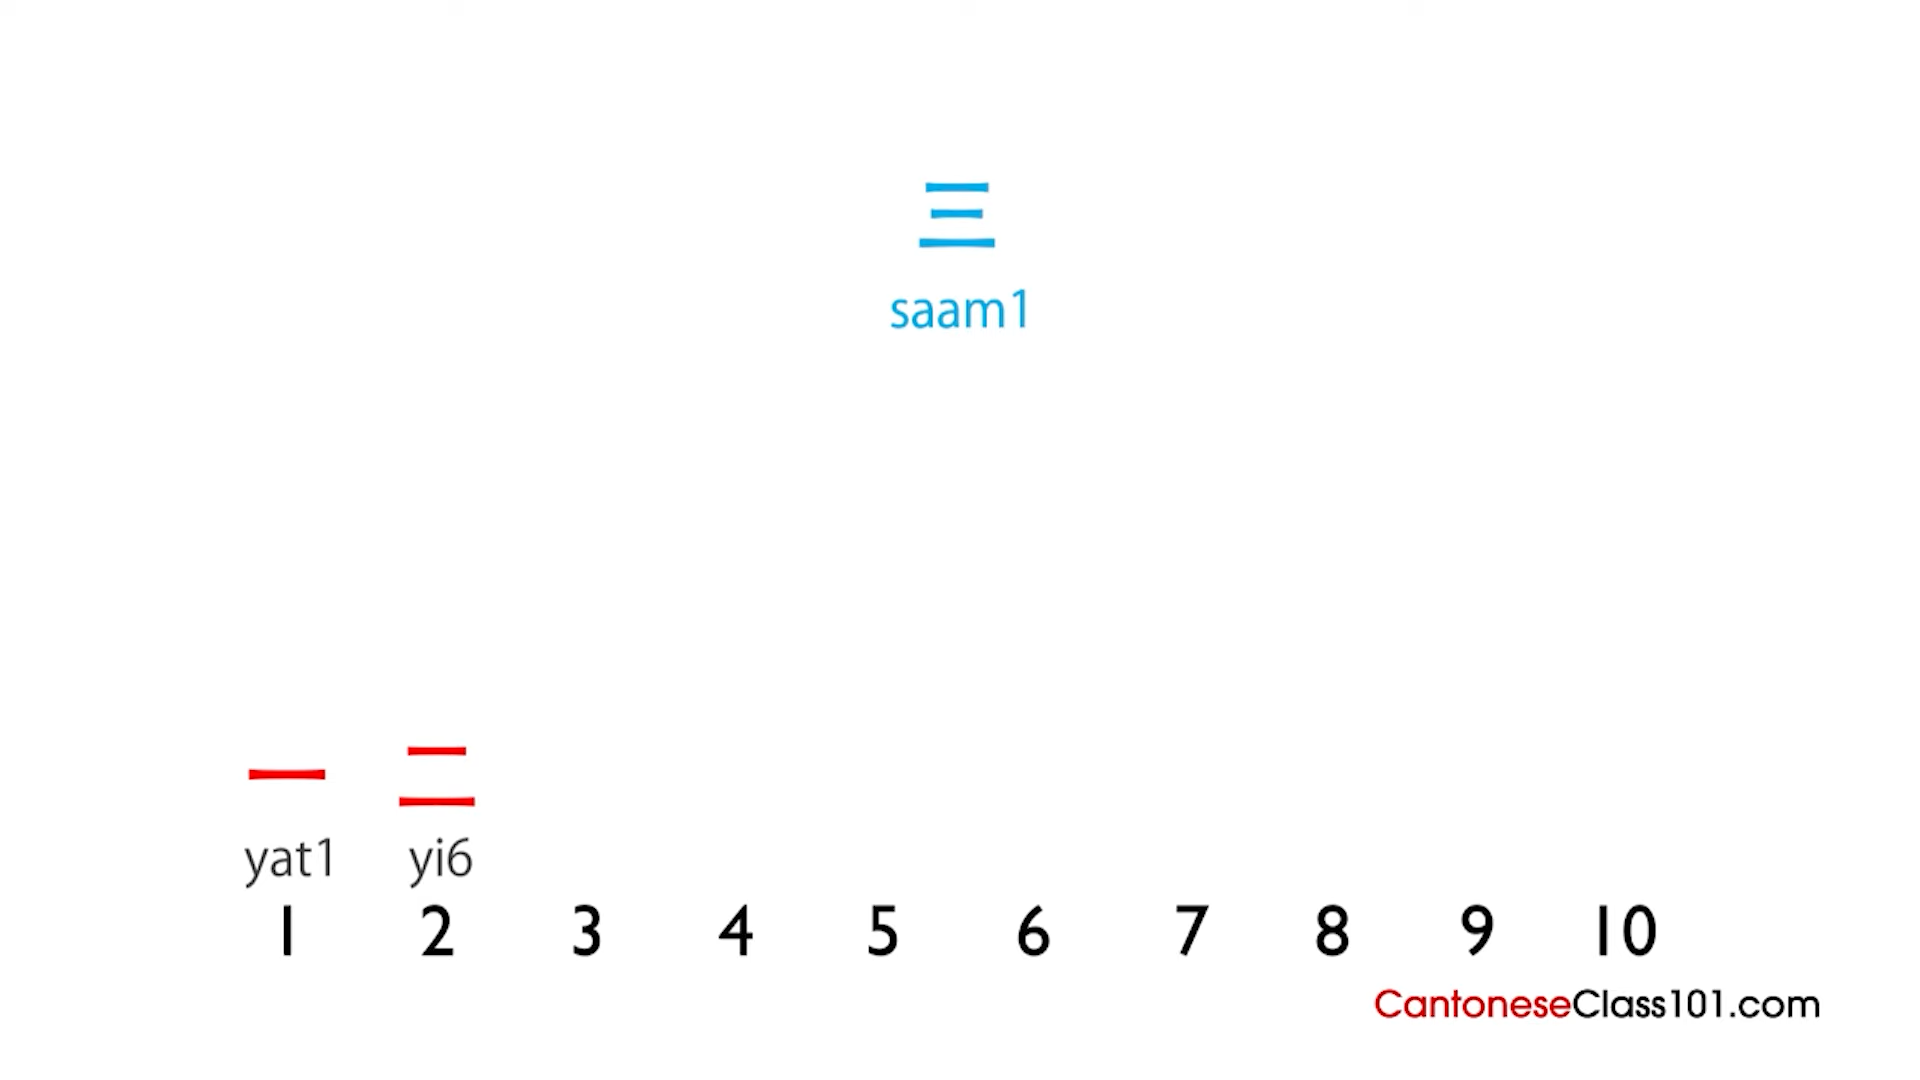 三
saam1
一 二
yat1 yi6
1 2 3 4 5 6 7 8 9 10
CantoneseClass101.com